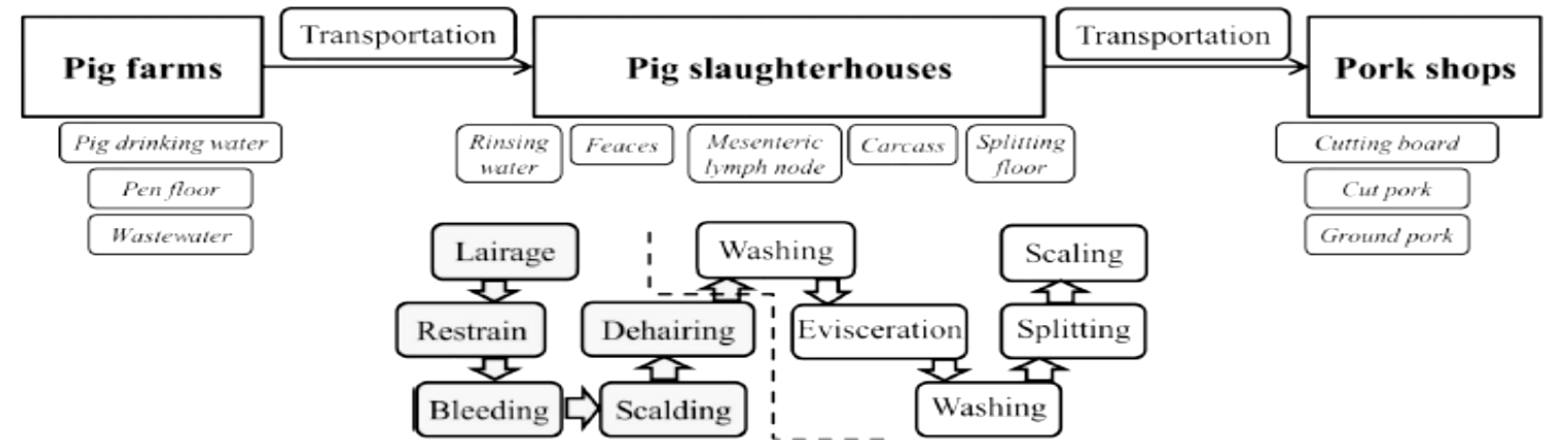 Transportation
Transportation
Pig farms
Pig slaughterhouses
Pork shops
Pig drinking water
Pen floor
Wastewater
Rinsing
water
Feaces
Mesenteric
lymph node
Carcass
Splitting
floor
Cutting board
Cut pork
Ground pork
Lairage
Restrain
Bleeding
Scalding
Dehairing
Washing
Evisceration
Washing
Splitting
Scaling